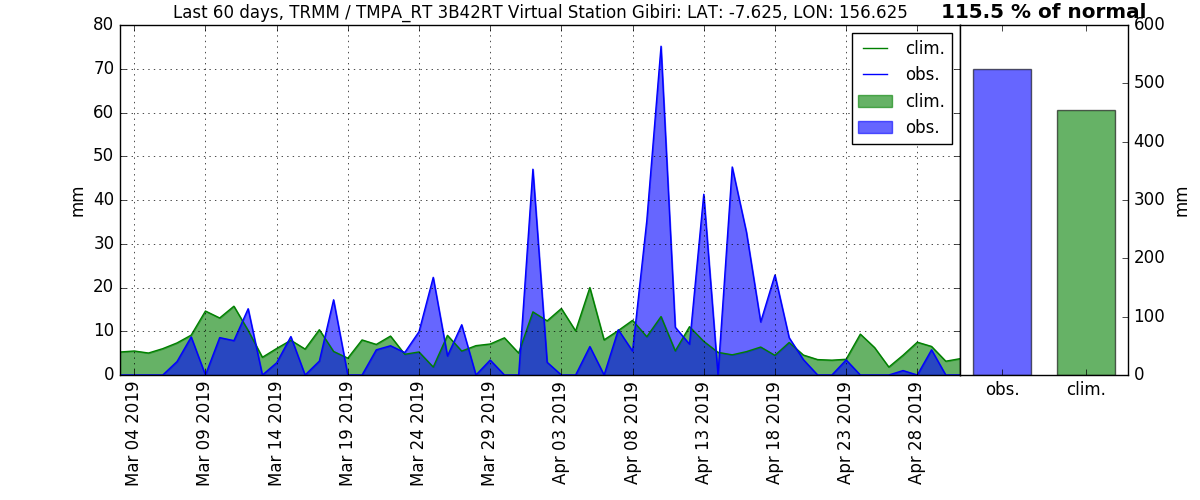 Last 60 days, TRMM / TMPA_RT 3B42RT Virtual Station Gibiri: LAT: -7.625, LON: 156.625
115.5 % of normal
80
70
60
50
40
30
20
10
0
mm
clim.
obs.
clim.
obs.
Mar 04 2019
Mar 09 2019
Mar 14 2019
Mar 19 2019
Mar 24 2019
Mar 29 2019
Apr 03 2019
Apr 08 2019
Apr 13 2019
Apr 18 2019
Apr 23 2019
Apr 28 2019
600
500
400
300
200
100
0
mm
obs.
clim.